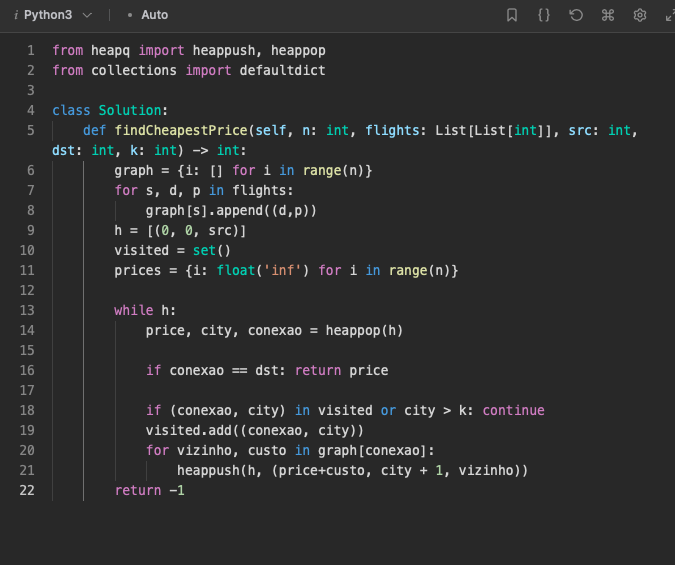 i Python3 • Auto
1 from heapq import heappush, heappop
2 from collections import defaultdict
3
4 class Solution:
5     def findCheapestPrice(self, n: int, flights: List[List[int]], src: int,
dst: int, k: int) -> int:
6         graph = {i: [] for i in range(n)}
7         for s, d, p in flights:
8             graph[s].append((d,p))
9         h = [(0, 0, src)]
10         visited = set()
11         prices = {i: float('inf') for i in range(n)}
12
13         while h:
14             price, city, conexao = heappop(h)
15
16             if conexao == dst: return price
17
18             if (conexao, city) in visited or city > k: continue
19             visited.add((conexao, city))
20             for vizinho, custo in graph[conexao]:
21                 heappush(h, (price+custo, city + 1, vizinho))
22         return -1